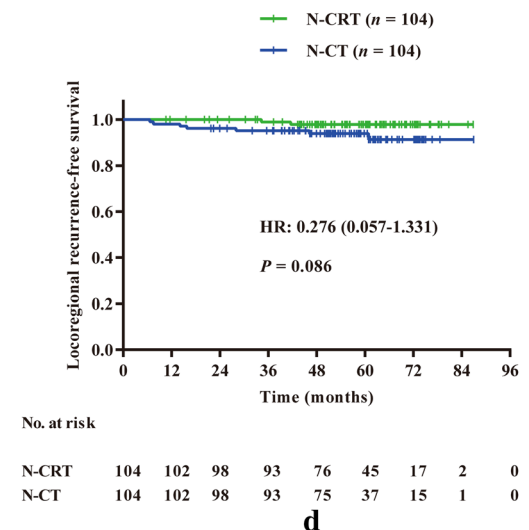 N-CRT (n = 104)
N-CT (n = 104)
Locoregional recurrence-free survival
1.0
0.8
0.6
0.4
0.2
0.0
HR: 0.276 (0.057-1.331)
P = 0.086
0 12 24 36 48 60 72 84 96
Time (months)
No. at risk
N-CRT 104 102 98 93 76 45 17 2 0
N-CT 104 102 98 93 75 37 15 1 0
d